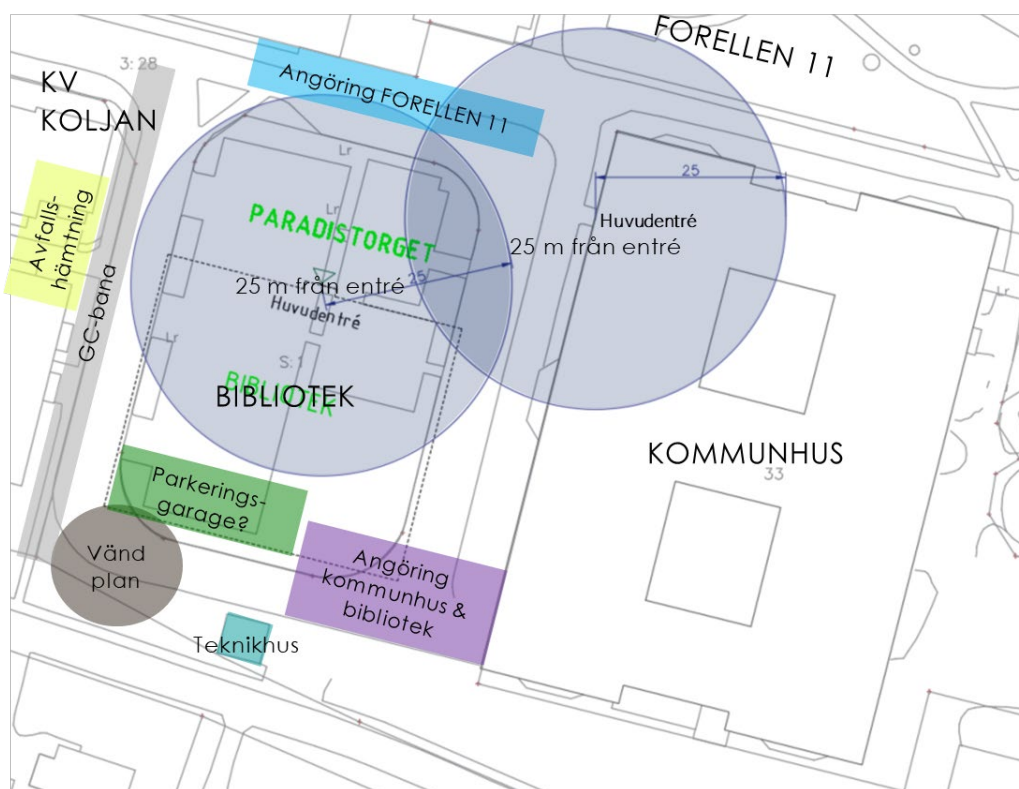 FORELLEN 11
3:28
KV
KOLJAN
Angöring FORELLEN 11
Lr
25
Avfalls-
hämtning
Lr
PARADISTORGET
Huvudentré
25 m från entré
25
25 m från entré
Huvudentré
GC-bana
Lr
Lr
S:1
BIBLIOTEK
BIBLIOTEK
KOMMUNHUS
33
Parkerings-
garage?
Vänd
plan
Angöring
kommunhus &
bibliotek
Teknikhus